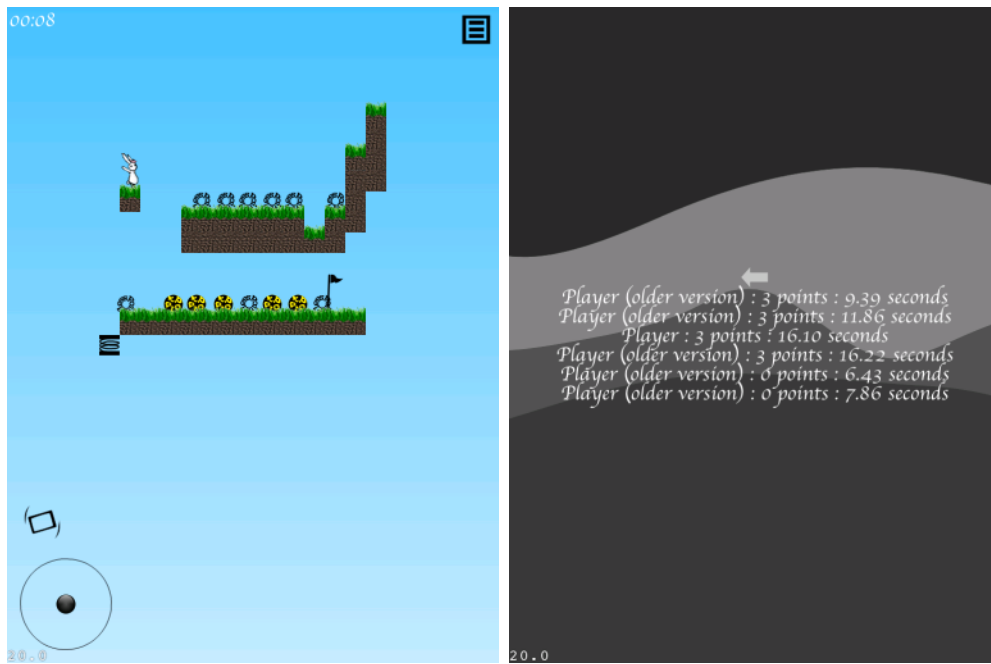 00:08
20.0
Player (older version) : 3 points : 9.39 seconds
Player (older version) : 3 points : 11.86 seconds
Player : 3 points : 16.10 seconds
Player (older version) : 3 points : 16.22 seconds
Player (older version) : 0 points : 6.43 seconds
Player (older version) : 0 points : 7.86 seconds
20.0